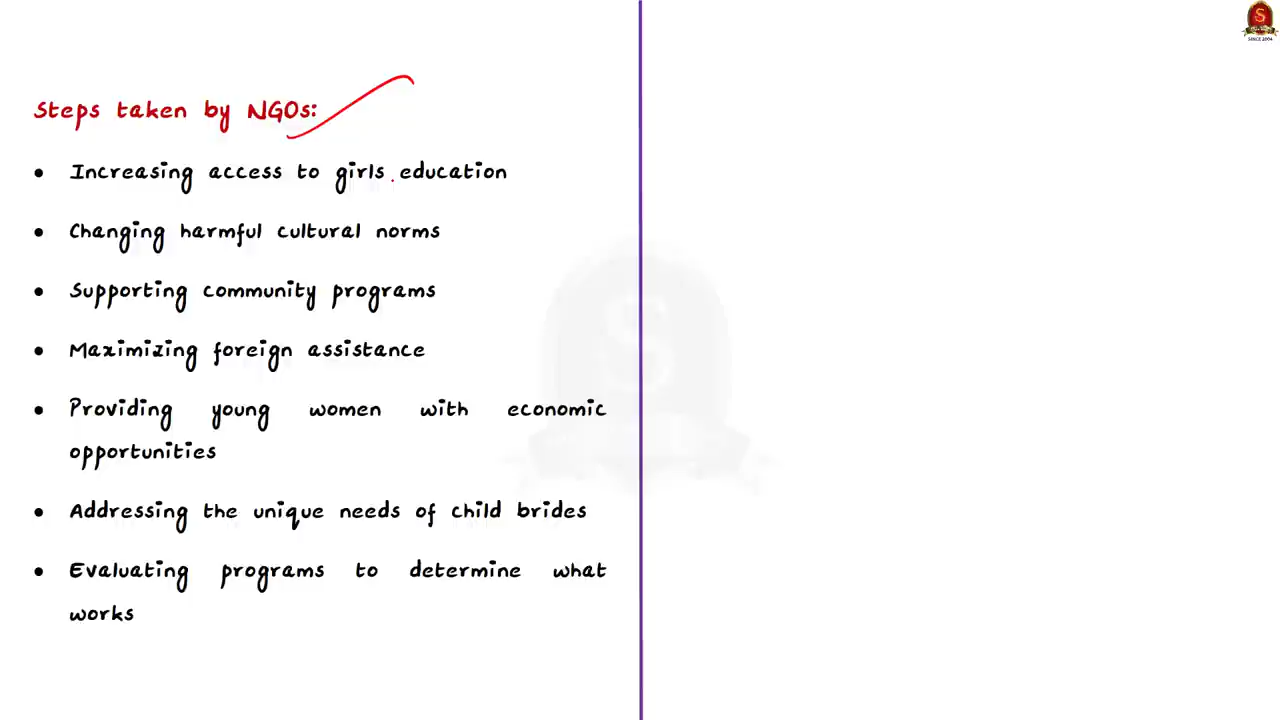 Steps taken by NGOs:
• Increasing access to girls education
• Changing harmful cultural norms
• Supporting community programs
• Maximizing foreign assistance
• Providing young women with economic
opportunities
• Addressing the unique needs of child brides
• Evaluating programs to determine what
works
S
SINCE 2004